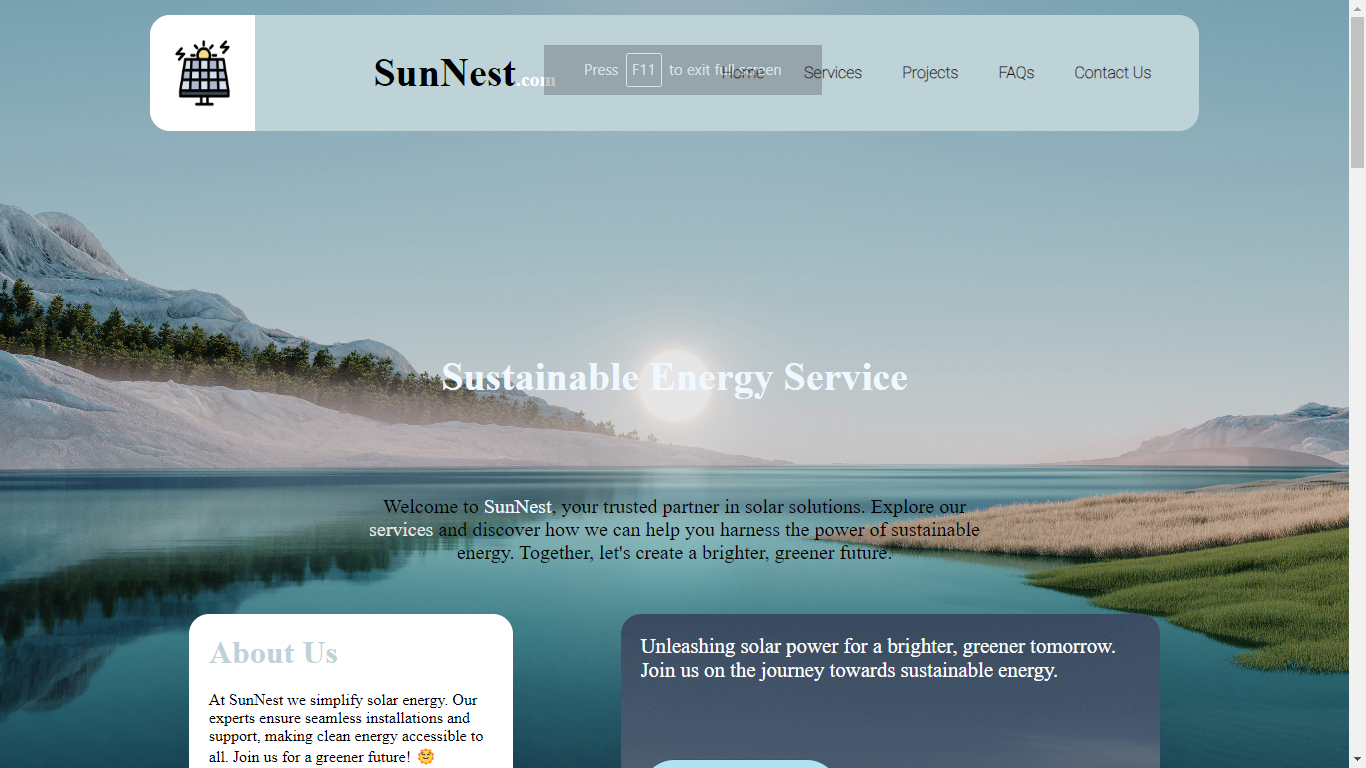 SunNest.com
Press F11 to exit full screen
Home Services Projects FAQs Contact Us
Sustainable Energy Service
Welcome to SunNest, your trusted partner in solar solutions. Explore our
services and discover how we can help you harness the power of sustainable
energy. Together, let's create a brighter, greener future.
About Us
At SunNest we simplify solar energy. Our
experts ensure seamless installations and
support, making clean energy accessible to
all. Join us for a greener future! 🌞
Unleashing solar power for a brighter, greener tomorrow.
Join us on the journey towards sustainable energy.